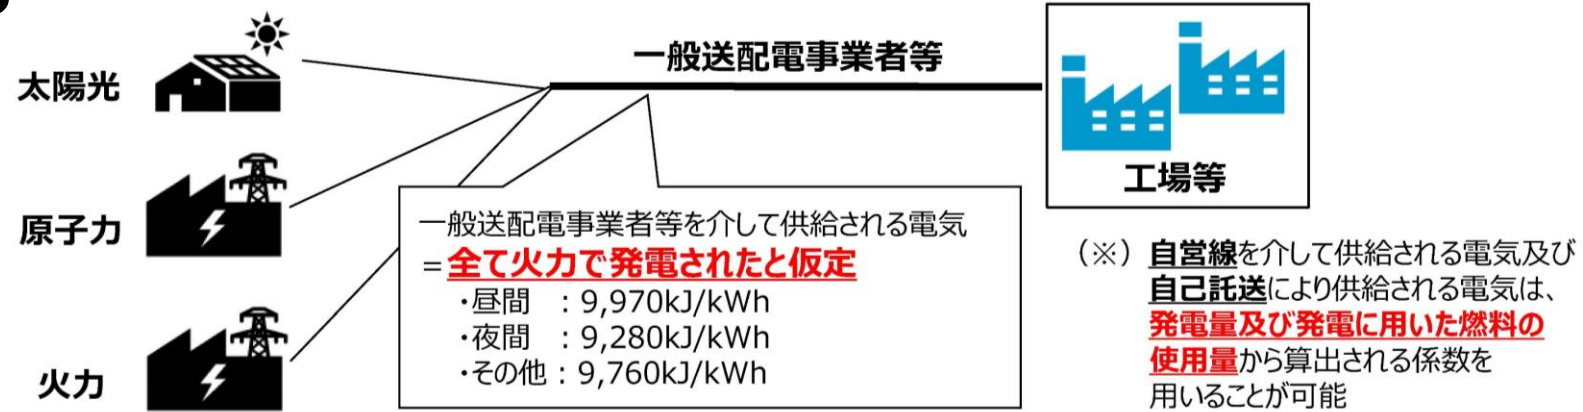 太陽光
原子力
火力
一般送配電事業者等
工場等
一般送配電事業者等を介して供給される電気
=全て火力で発電されたと仮定
・昼間　：9,970kJ/kWh
・夜間　：9,280kJ/kWh
・その他：9,760kJ/kWh
（※）自営線を介して供給される電気及び
自己託送により供給される電気は、
発電量及び発電に用いた燃料の
使用量から算出される係数を
用いることが可能